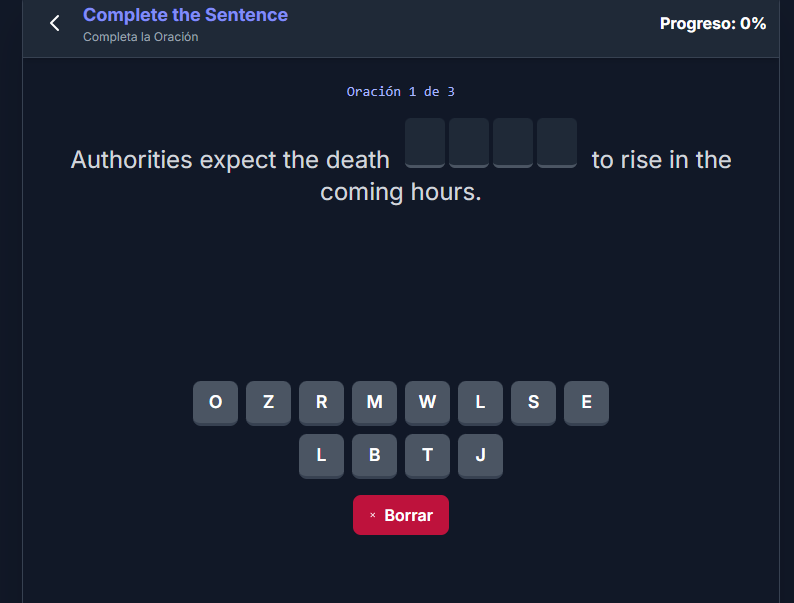 Complete the Sentence
Completa la Oración
Progreso: 0%
Oración 1 de 3
Authorities expect the death to rise in the
coming hours.
O Z R M W L S E
L B T J
× Borrar